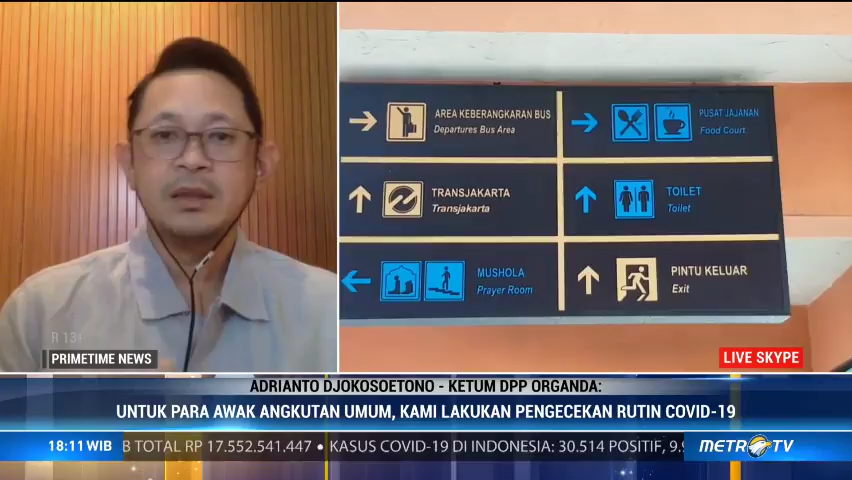 AREA KEBERANGKARAN BUS
Departures Bus Area
PUSAT JAJANAN
Food Court
TRANSJAKARTA
Transjakarta
TOILET
Toilet
MUSHOLA
Prayer Room
PINTU KELUAR
Exit
PRIMETIME NEWS
LIVE SKYPE
ADRIANTO DJOKOSOETONO - KETUM DPP ORGANDA:
UNTUK PARA AWAK ANGKUTAN UMUM, KAMI LAKUKAN PENGECEKAN RUTIN COVID-19
18:11 WIB
B TOTAL RP 17.552.541.447 • KASUS COVID-19 DI INDONESIA: 30.514 POSITIF, 9.9
METRO TV